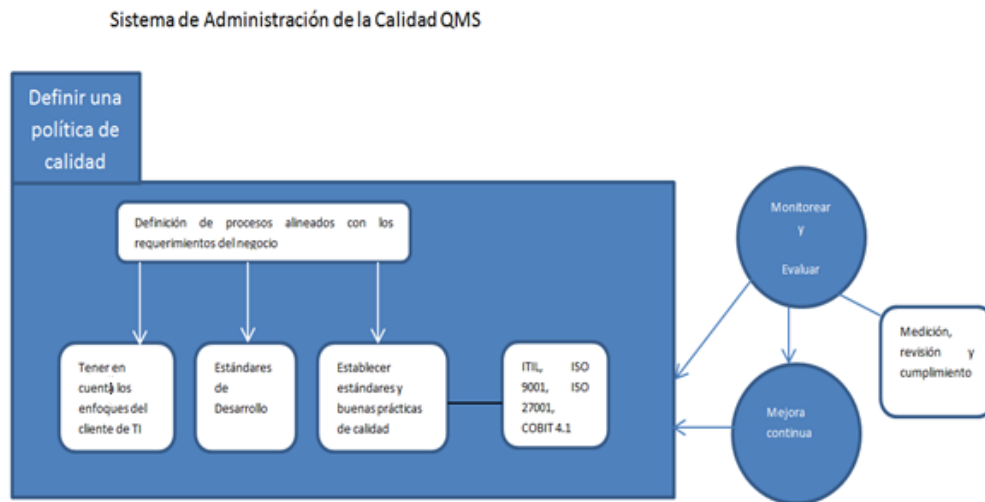 Sistema de Administración de la Calidad QMS
Definir una
política de
calidad
Definición de procesos alineados con los
requerimientos del negocio
Tener en
cuenta los
enfoques del
cliente de TI
Estándares
de
Desarrollo
Establecer
estándares y
buenas prácticas
de calidad
ITIL, ISO
9001, ISO
27001,
COBIT 4.1
Monitorear
y
Evaluar
Medición,
revisión y
cumplimiento
Mejora
continua